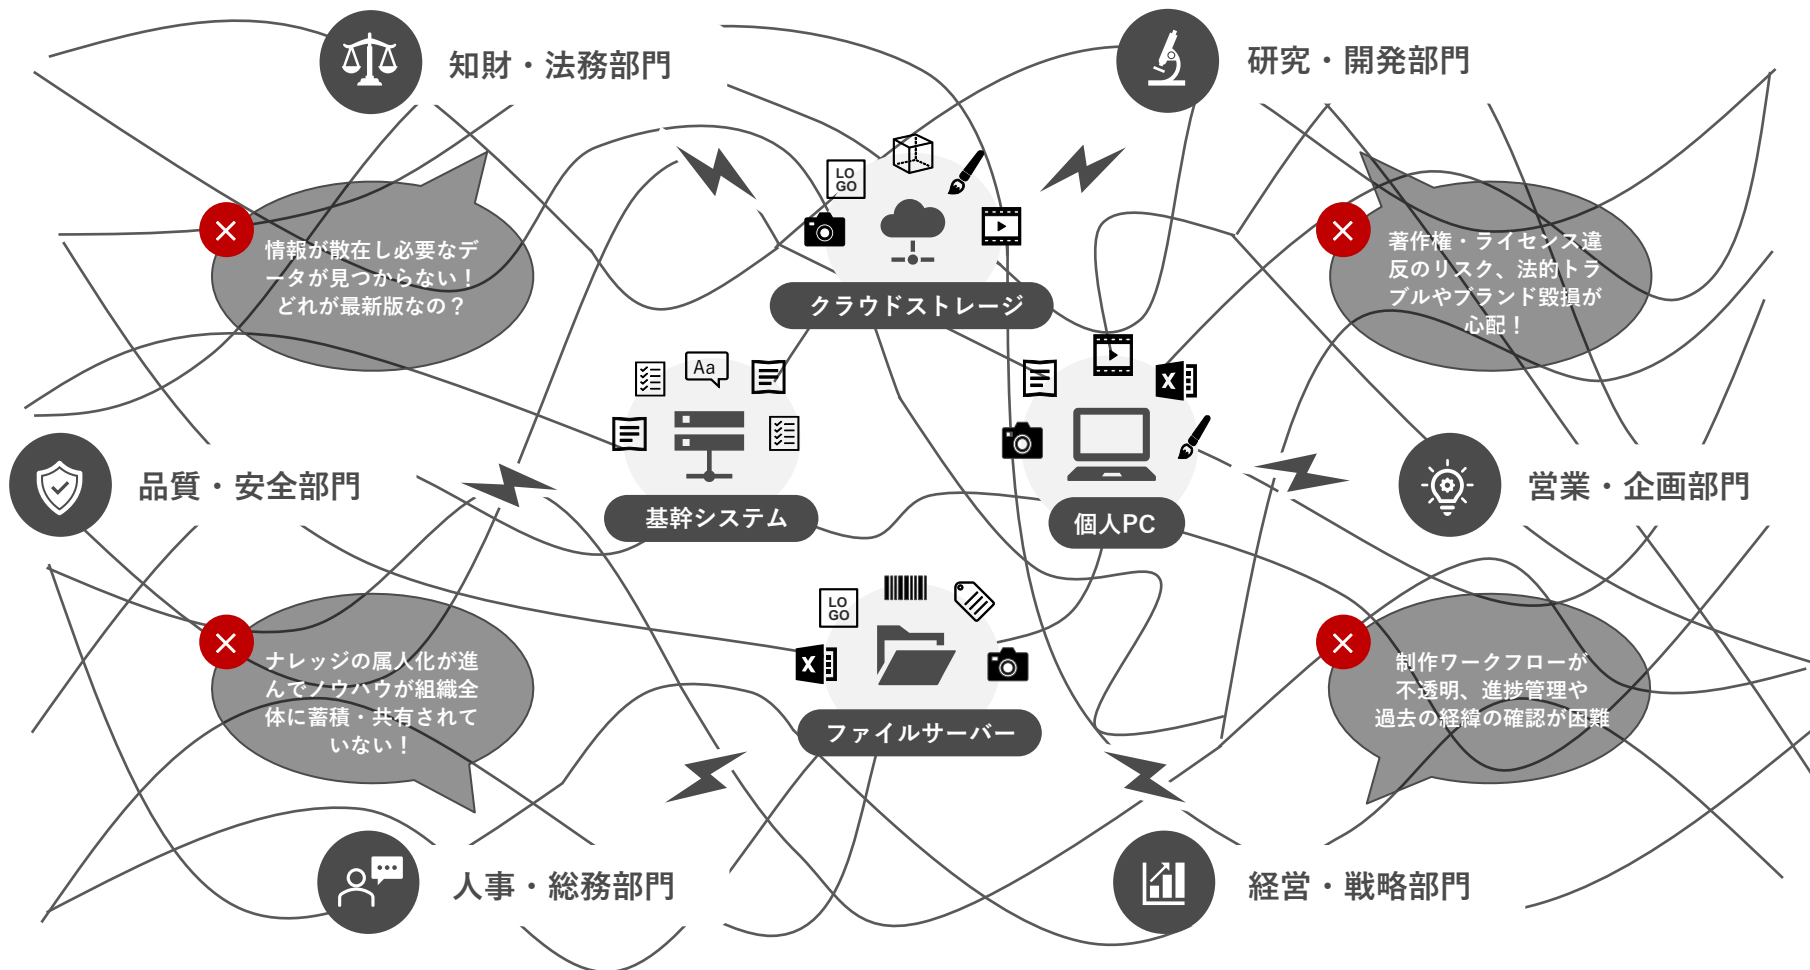 知財・法務部門
研究・開発部門
LO
GO
情報が散在し必要なデ
ータが見つからない！
どれが最新版なの？
著作権・ライセンス違
反のリスク、法的トラ
ブルやブランド毀損が
心配！
クラウドストレージ
Aa
X
品質・安全部門
営業・企画部門
基幹システム
個人PC
LO
GO
X
ナレッジの属人化が進
んでノウハウが組織全
体に蓄積・共有されて
いない！
制作ワークフローが
不透明、進捗管理や
過去の経緯の確認が困難
ファイルサーバー
人事・総務部門
経営・戦略部門